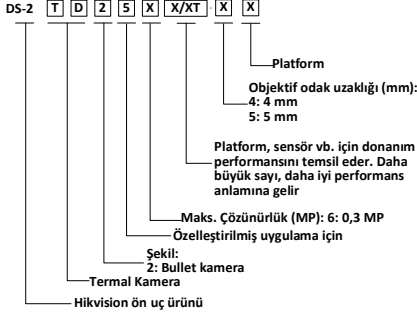 DS-2 T D 2 5 X X/XT - X X
Platform
Objektif odak uzaklığı (mm):
4: 4 mm
5: 5 mm
Platform, sensör vb. için donanım
performansını temsil eder. Daha
büyük sayı, daha iyi performans
anlamına gelir
Maks. Çözünürlük (MP): 6: 0,3 MP
Özelleştirilmiş uygulama için
Şekil:
2: Bullet kamera
Termal Kamera
Hikvision ön uç ürünü